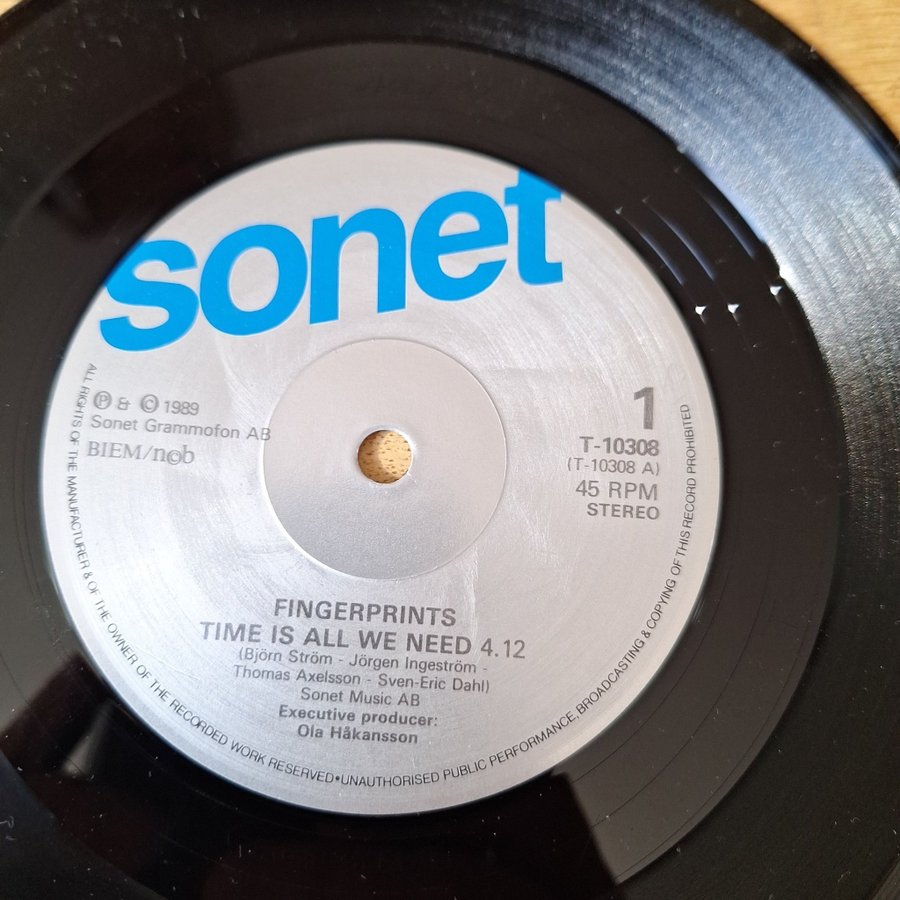 sonet
Ⓟ & © 1989
Sonet Grammofon AB
BIEM/n©b
1
T-10308
(T-10308 A)
45 RPM
STEREO
FINGERPRINTS
TIME IS ALL WE NEED 4.12
(Björn Ström - Jörgen Ingeström -
Thomas Axelsson - Sven-Eric Dahl)
Sonet Music AB
Executive producer:
Ola Håkansson
ALL RIGHTS OF THE MANUFACTURER & OF THE OWNER OF THE RECORDED WORK RESERVED•UNAUTHORISED PUBLIC PERFORMANCE, BROADCASTING & COPYING OF THIS RECORD PROHIBITED